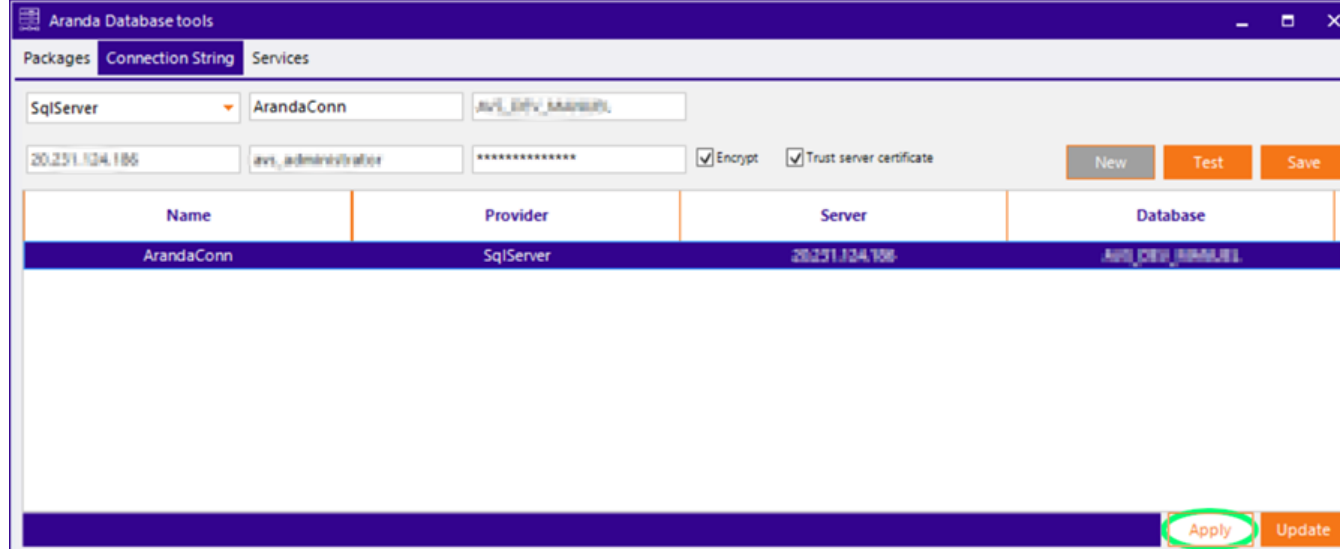 Aranda Database tools
Packages Connection String Services
SqlServer ArandaConn
************** Encrypt Trust server certificate New Test Save
Name Provider Server Database
ArandaConn SqlServer
Apply Update